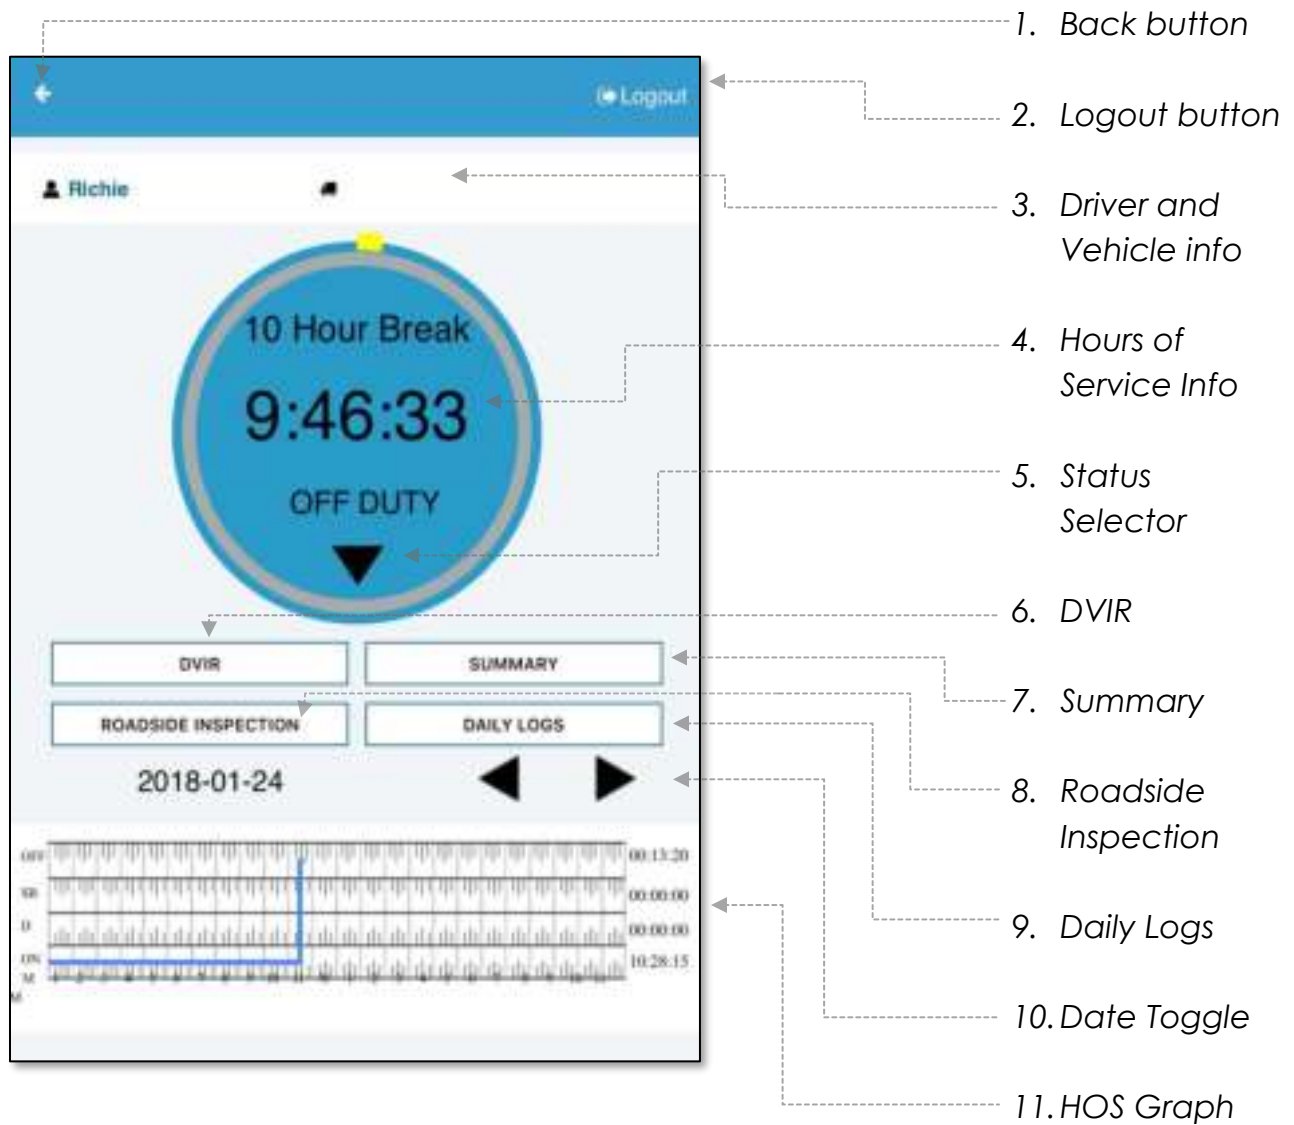 1. Back button
Logout
2. Logout button
Richie
3. Driver and
Vehicle info
10 Hour Break
9:46:33
OFF DUTY
4. Hours of
Service Info
5. Status
Selector
DVIR
SUMMARY
6. DVIR
ROADSIDE INSPECTION
DAILY LOGS
7. Summary
2018-01-24
8. Roadside
Inspection
OFF 00:13:20
SB 00:00:00
D 00:00:00
ON 10:28:15
M
M
9. Daily Logs
10. Date Toggle
11. HOS Graph